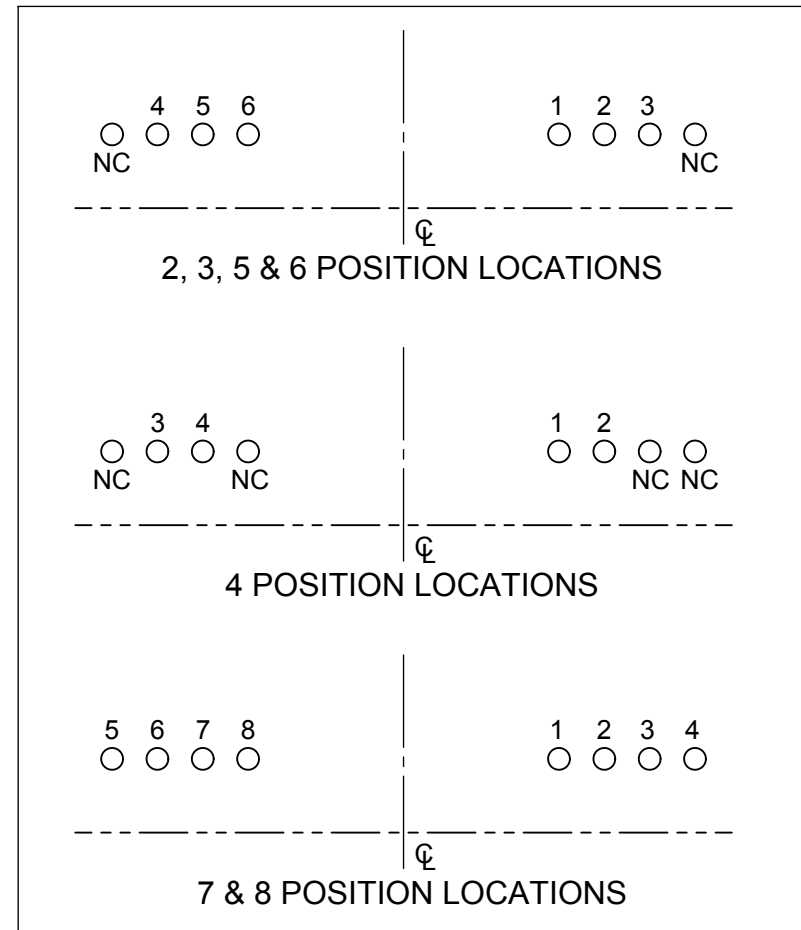 4 5 6 1 2 3
NC NC
℄
2, 3, 5 & 6 POSITION LOCATIONS
3 4 1 2
NC NC NC NC
℄
4 POSITION LOCATIONS
5 6 7 8 1 2 3 4
℄
7 & 8 POSITION LOCATIONS